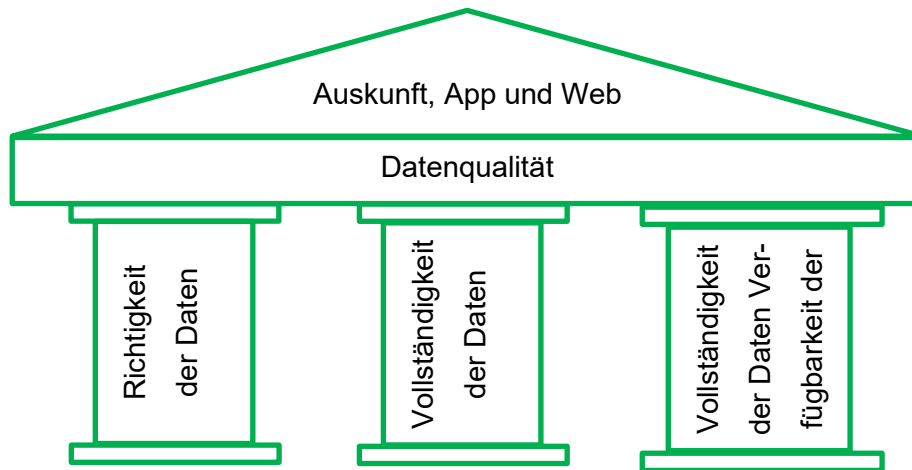 Auskunft, App und Web
Datenqualität
Richtigkeit
der Daten
Vollständigkeit
der Daten
Vollständigkeit
der Daten Ver-
fügbarkeit der